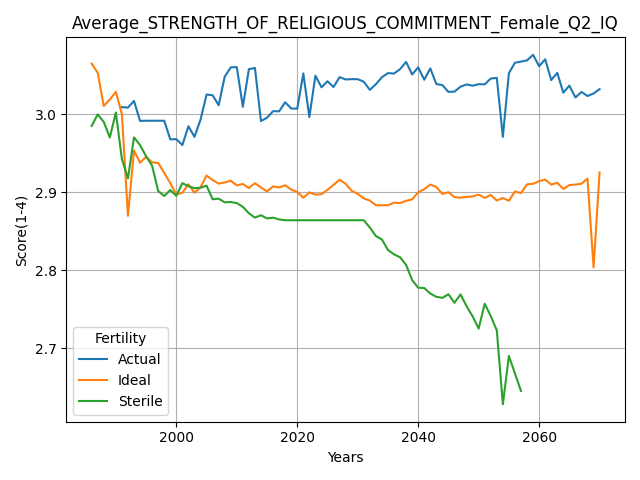 Average_STRENGTH_OF_RELIGIOUS_COMMITMENT_Female_Q2_IQ
Score(1-4)
3.0
2.9
2.8
2.7
Fertility
Actual
Ideal
Sterile
2000 2020 2040 2060
Years